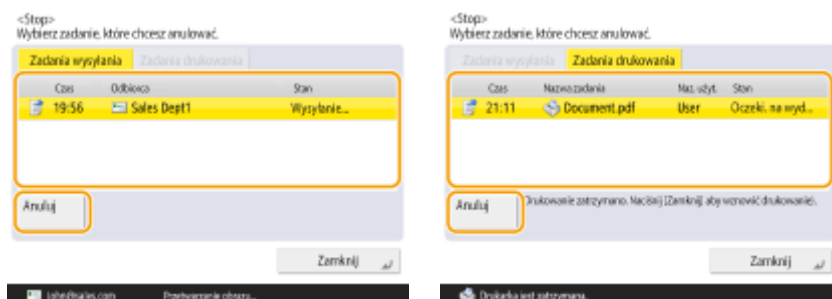 <Stop>
Wybierz zadanie, które chcesz anulować.
Zadania wysyłania Zadania drukowania
Czas Odbiorca Stan
19:56 Sales Dept1 Wysyłanie...
Anuluj
Zamknij
john@sales.com Przetwarzanie obrazu...
<Stop>
Wybierz zadanie, które chcesz anulować.
Zadania wysyłania Zadania drukowania
Czas Nazwa zadania Naz. użyt. Stan
21:11 Document.pdf User Oczeki. na wyd...
Anuluj
Drukowanie zatrzymano. Naciśnij [Zamknij], aby wznowić drukowanie.
Zamknij
Drukarka jest zatrzymana.